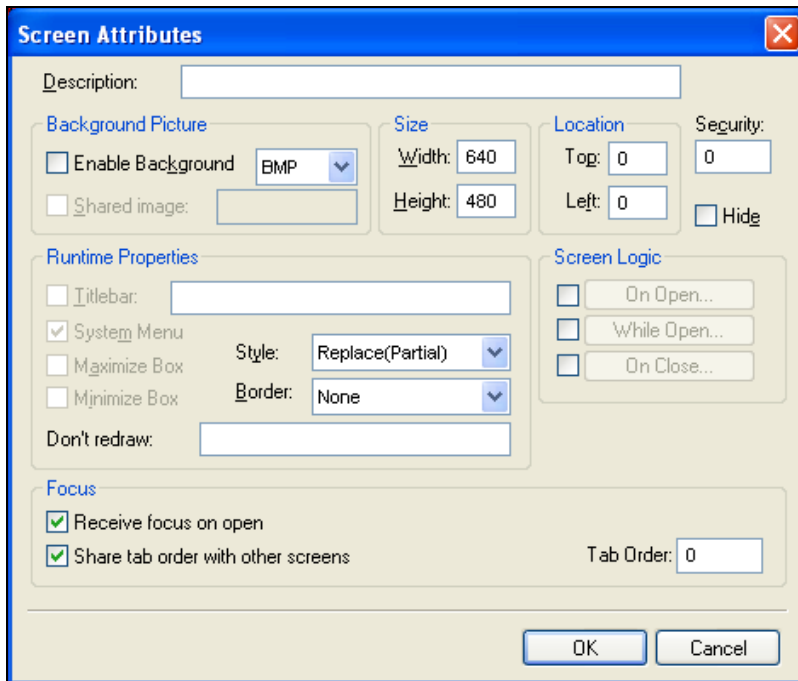 Screen Attributes
Description:
Background Picture
Enable Background BMP
Shared image:
Size
Width: 640
Height: 480
Location
Top: 0
Left: 0
Security:
0
Hide
Runtime Properties
Titlebar:
System Menu
Maximize Box
Minimize Box
Style: Replace(Partial)
Border: None
Don't redraw:
Screen Logic
On Open...
While Open...
On Close...
Focus
Receive focus on open
Share tab order with other screens
Tab Order: 0
OK Cancel